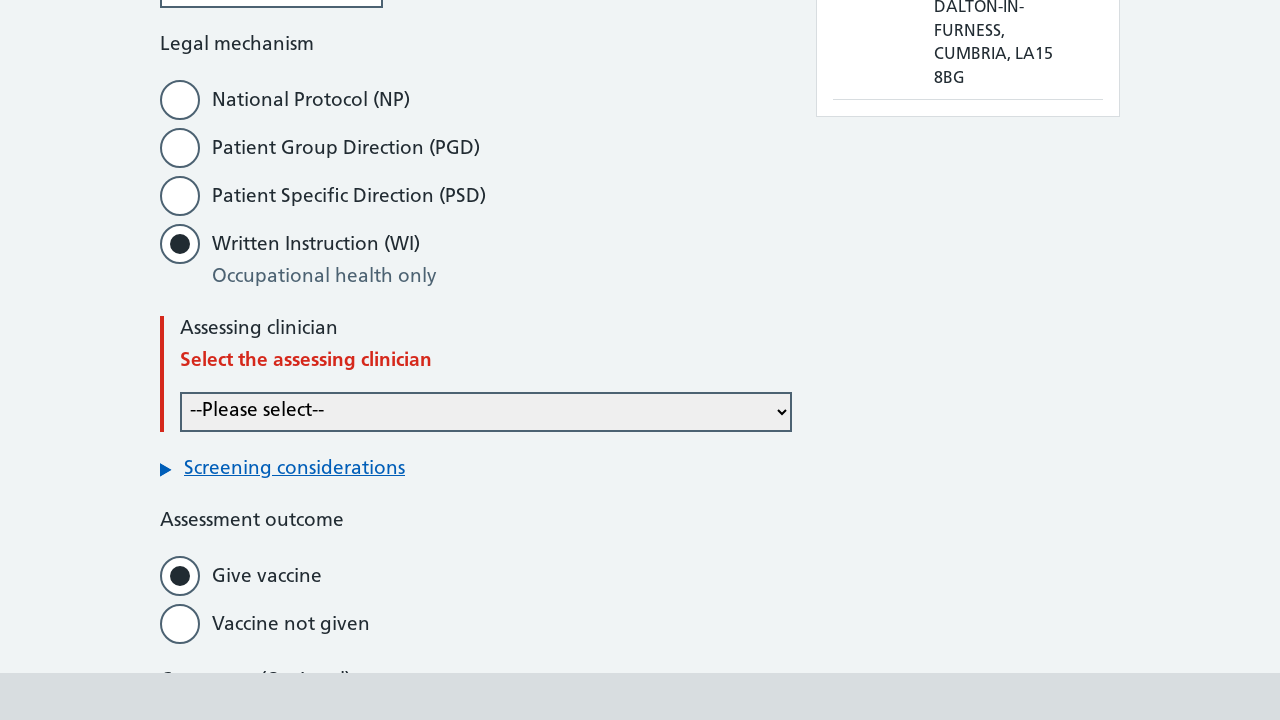 DALTON-IN-
FURNESS,
CUMBRIA, LA15
8BG
Legal mechanism
National Protocol (NP)
Patient Group Direction (PGD)
Patient Specific Direction (PSD)
Written Instruction (WI)
Occupational health only
Assessing clinician
Select the assessing clinician
--Please select--
Screening considerations
Assessment outcome
Give vaccine
Vaccine not given